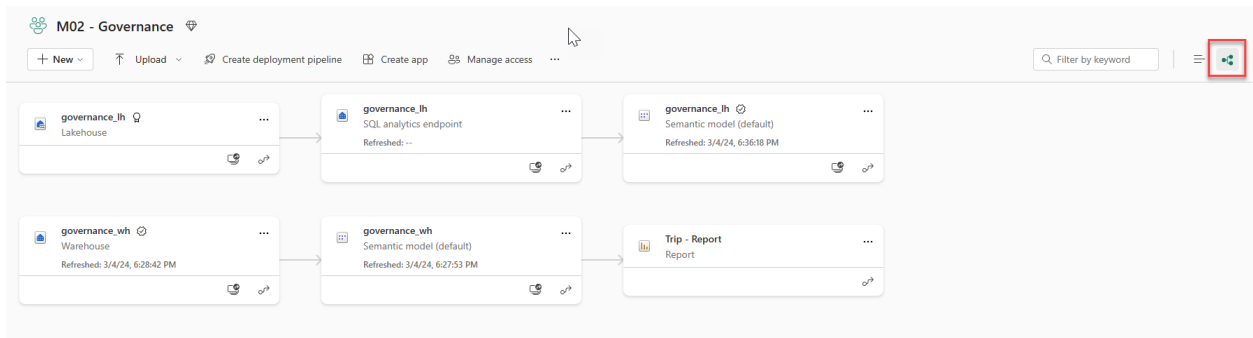 M02 - Governance
New
Upload
Create deployment pipeline
Create app
Manage access
...
Filter by keyword
governance_lh
Lakehouse
governance_lh
SQL analytics endpoint
Refreshed: --
governance_lh
Semantic model (default)
Refreshed: 3/4/24, 6:36:18 PM
governance_wh
Warehouse
Refreshed: 3/4/24, 6:28:42 PM
governance_wh
Semantic model (default)
Refreshed: 3/4/24, 6:27:53 PM
Trip - Report
Report